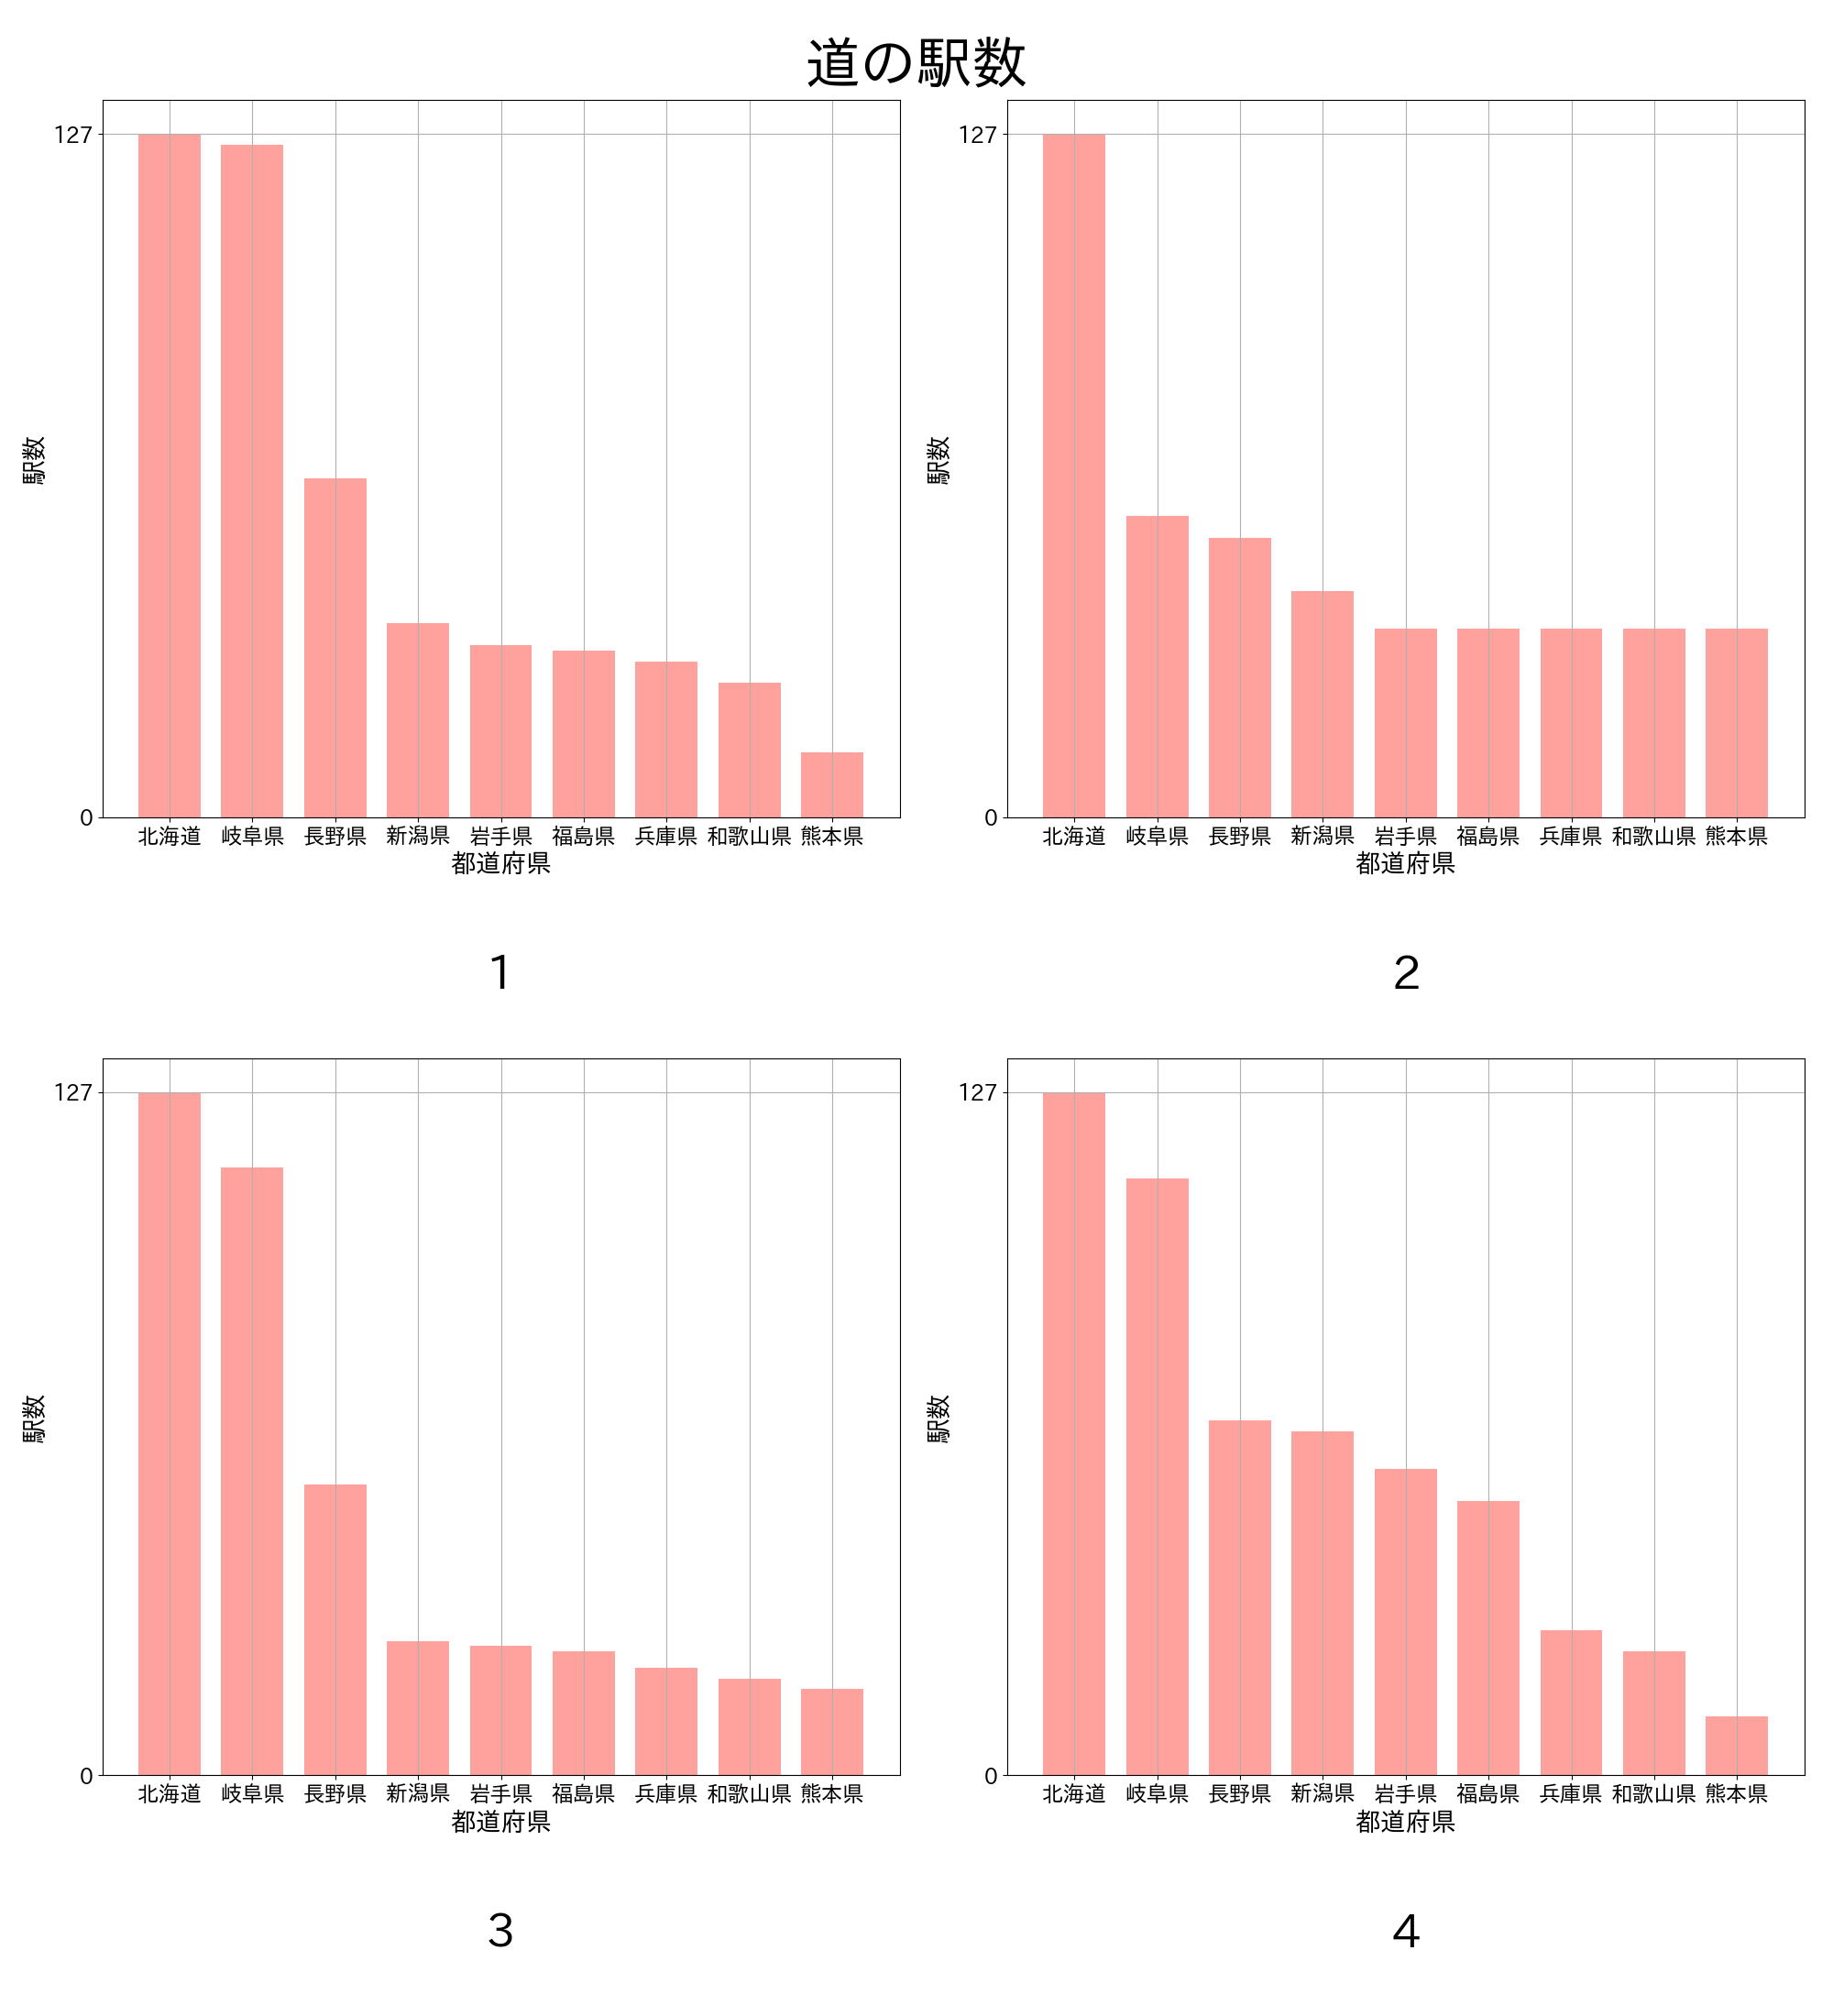 道の駅数
127
駅数
0
北海道 岐阜県 長野県 新潟県 岩手県 福島県 兵庫県 和歌山県 熊本県
都道府県
1
127
駅数
0
北海道 岐阜県 長野県 新潟県 岩手県 福島県 兵庫県 和歌山県 熊本県
都道府県
2
127
駅数
0
北海道 岐阜県 長野県 新潟県 岩手県 福島県 兵庫県 和歌山県 熊本県
都道府県
3
127
駅数
0
北海道 岐阜県 長野県 新潟県 岩手県 福島県 兵庫県 和歌山県 熊本県
都道府県
4